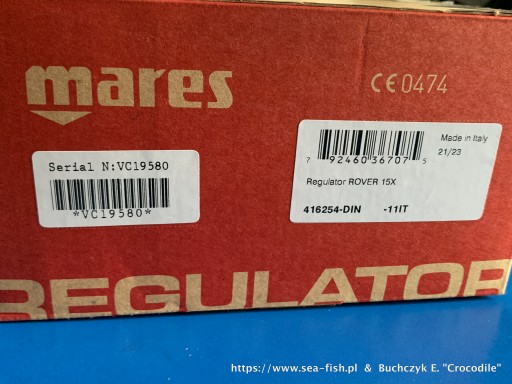 mares
CE 0474
Serial N:VC19580
*VC19580*
7 92460 36707 5
Made in Italy
21/23
Regulator ROVER 15X
416254-DIN -11IT
REGULATOR
https://www.sea-fish.pl & Buchczyk E. "Crocodile"